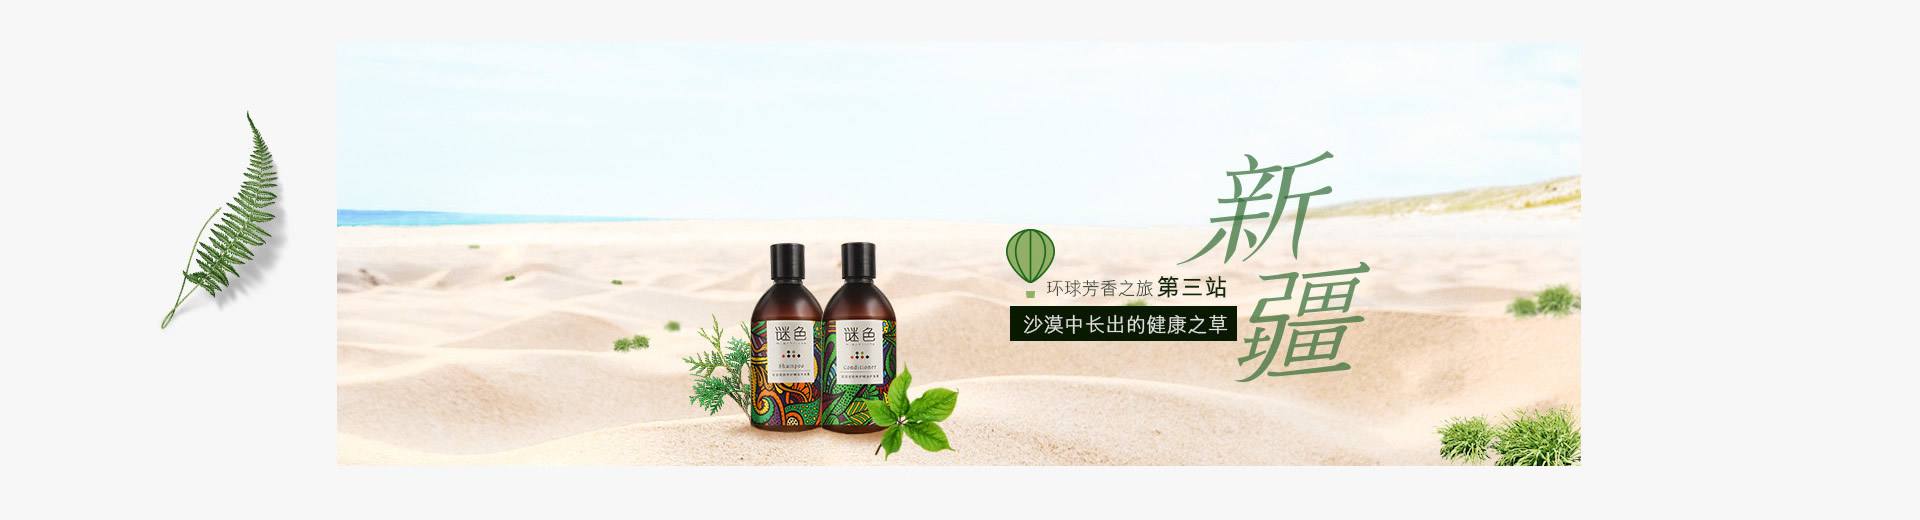 新疆
环球芳香之旅 第三站
沙漠中长出的健康之草
谜色
Shampoo
谜色
Conditioner